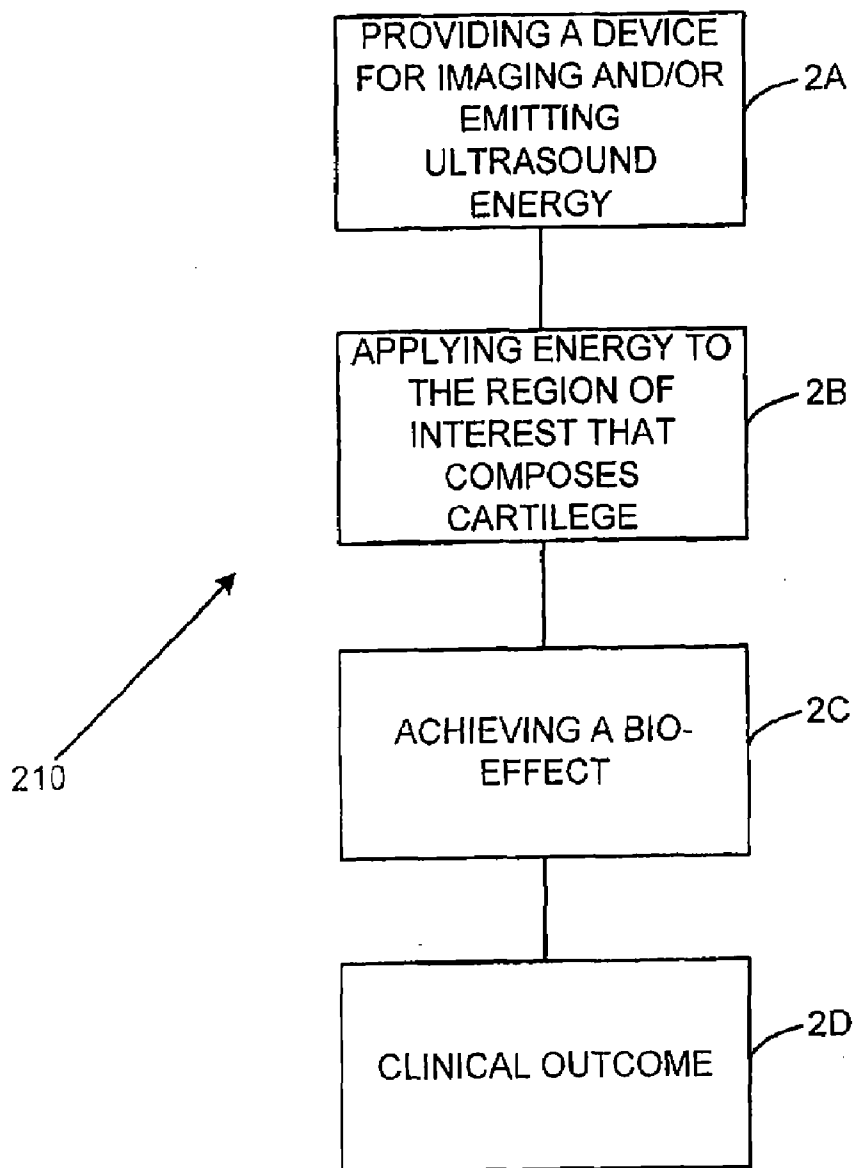 PROVIDING A DEVICE
FOR IMAGING AND/OR
EMITTING
ULTRASOUND
ENERGY
2A
APPLYING ENERGY TO
THE REGION OF
INTEREST THAT
COMPOSES
CARTILEGE
2B
ACHIEVING A BIO-
EFFECT
2C
210
CLINICAL OUTCOME
2D